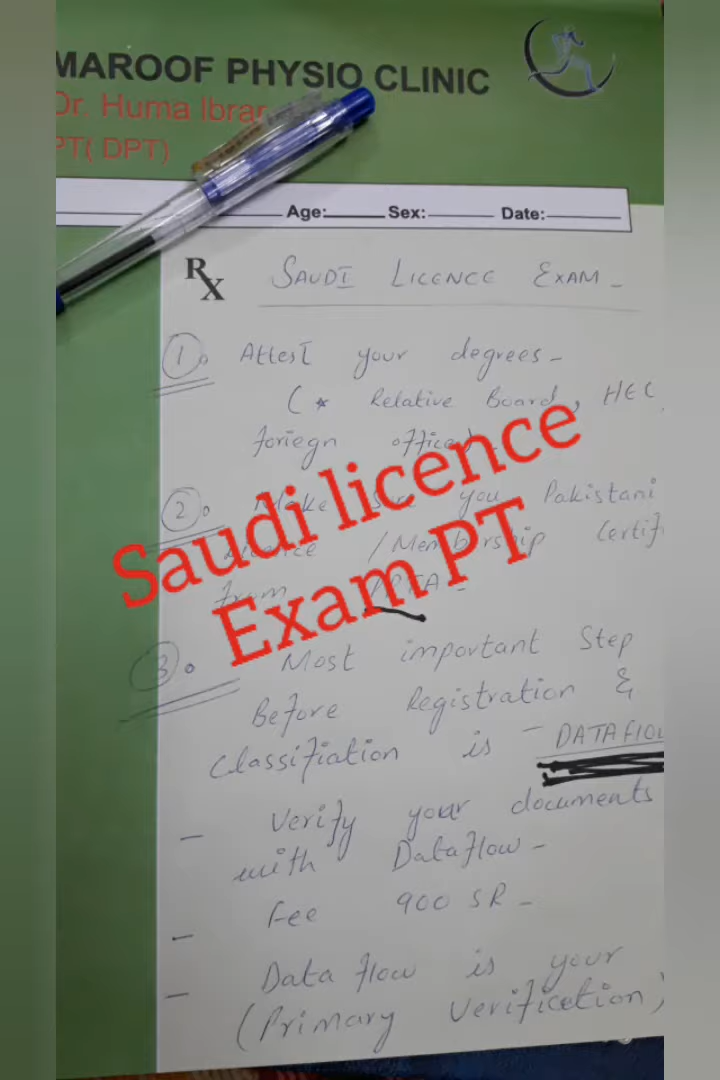 MAROOF PHYSIO CLINIC
Dr. Huma Ibrar
PT( DPT)
Age: Sex: Date:
Rx SAUDI LICENCE EXAM -
1. Attest your degrees -
(* Relative Board, HEC,
foriegn office) -
2. Make sure you Pakistani
Licence /Membership Certif
from PPTA -
Saudi licence
Exam PT
3. Most important Step
Before Registration &
Classifiation is - DATAFLOW
- Verify your documents
with Dataflow -
- Fee 900 SR -
- Data flow is your
(Primary Verification)